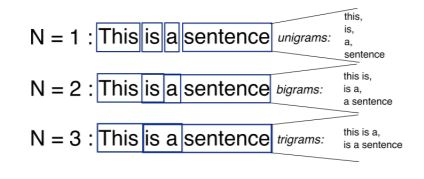 N = 1 : This is a sentence unigrams: this,
is,
a,
sentence
N = 2 : This is a sentence bigrams: this is,
is a,
a sentence
N = 3 : This is a sentence trigrams: this is a,
is a sentence